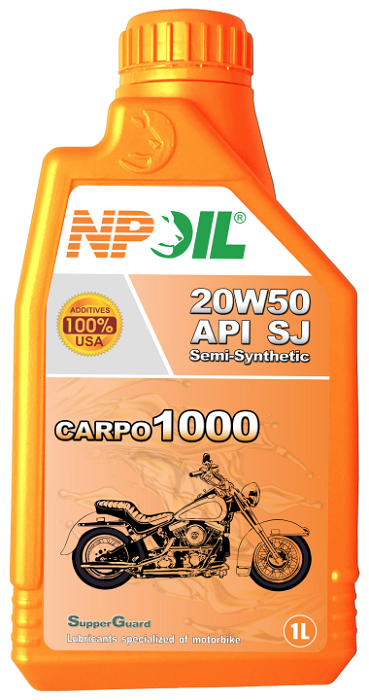 NPOIL®
20W50
API SJ
Semi-Synthetic
ADDITIVES
100%
USA
CARPO1000
SupperGuard
Lubricants specialized of motorbike
1L